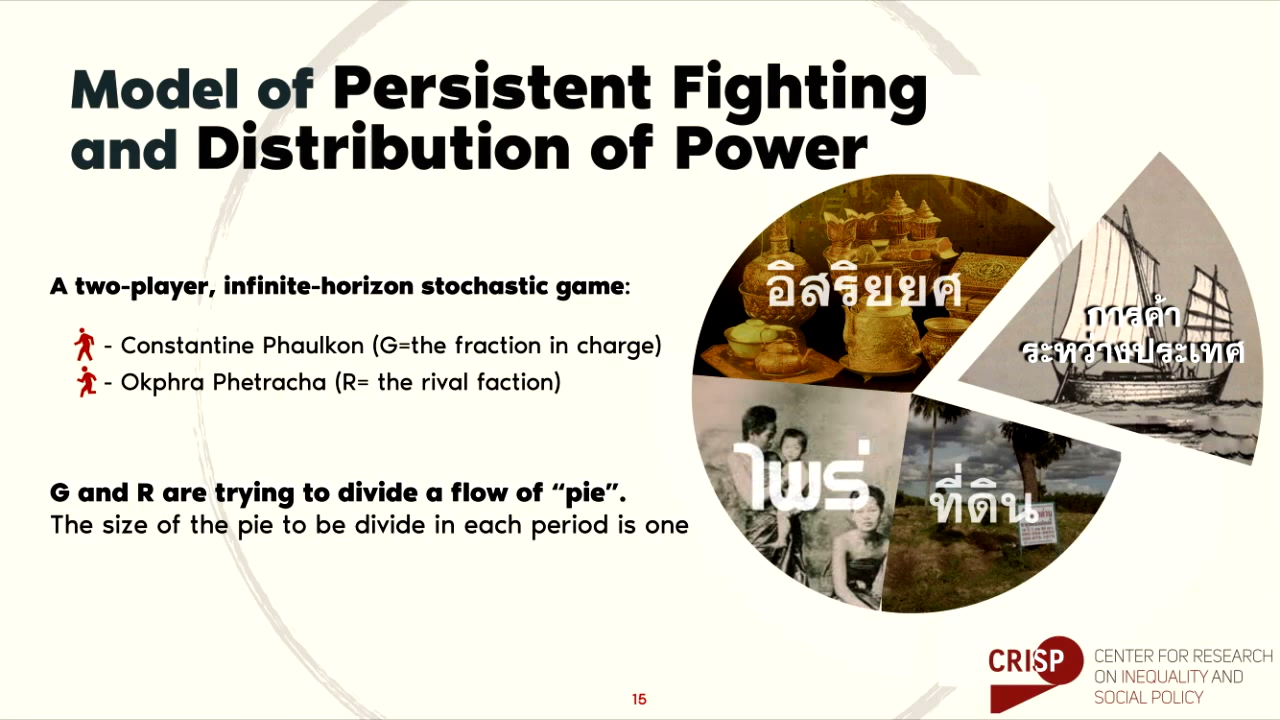 Model of Persistent Fighting
and Distribution of Power
A two-player, infinite-horizon stochastic game:
- Constantine Phaulkon (G=the fraction in charge)
- Okphra Phetracha (R= the rival faction)
G and R are trying to divide a flow of “pie”.
The size of the pie to be divide in each period is one
อิสริยยศ
การค้า
ระหว่างประเทศ
ไพร่
ที่ดิน
15
CRISP
CENTER FOR RESEARCH
ON INEQUALITY AND
SOCIAL POLICY